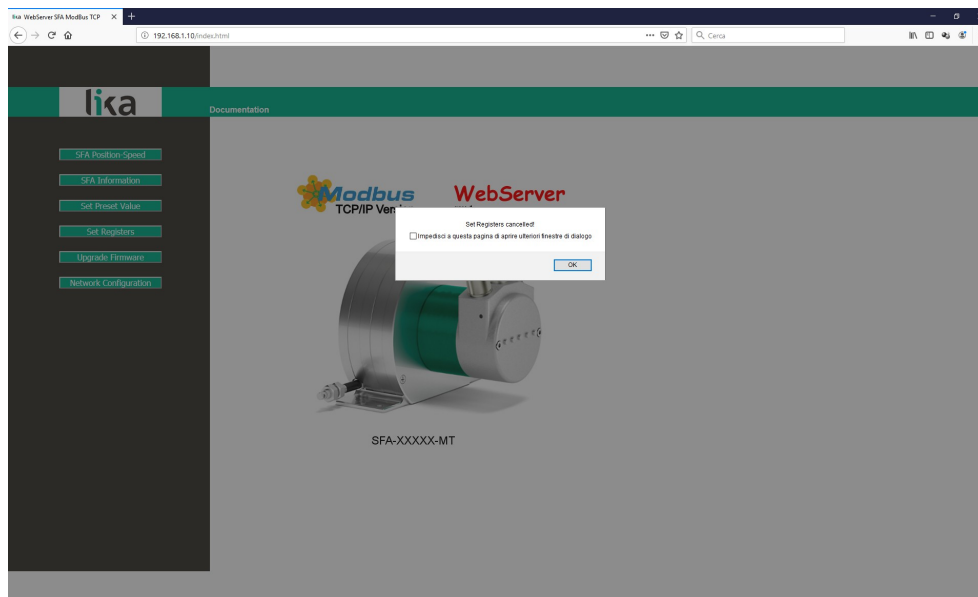 lika WebServer SFA ModBus TCP
192.168.1.10/index.html
Cerca
lika
Documentation
SFA Position-Speed
SFA Information
Set Preset Value
Set Registers
Upgrade Firmware
Network Configuration
Modbus WebServer
TCP/IP
Set Registers cancelled!
Impedisci a questa pagina di aprire ulteriori finestre di dialogo
OK
SFA-XXXXX-MT